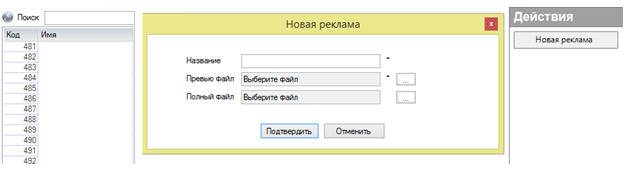 Поиск
Код Имя
481
482
483
484
485
486
487
488
489
490
491
492
Новая реклама
x
Название *
Превью файл Выберите файл * ...
Полный файл Выберите файл ...
Подтвердить Отменить
Действия
Новая реклама